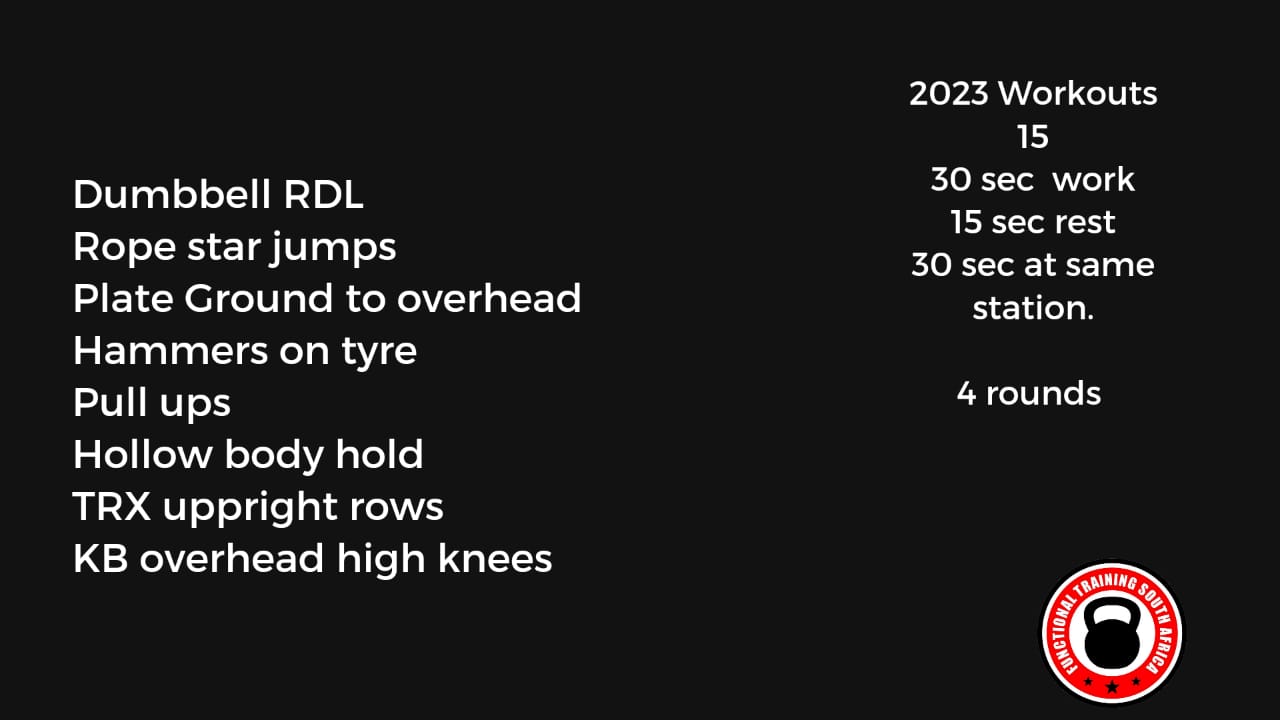 Dumbbell RDL
Rope star jumps
Plate Ground to overhead
Hammers on tyre
Pull ups
Hollow body hold
TRX uppright rows
KB overhead high knees
2023 Workouts
15
30 sec  work
15 sec rest
30 sec at same
station.
4 rounds
FUNCTIONAL TRAINING SOUTH AFRICA